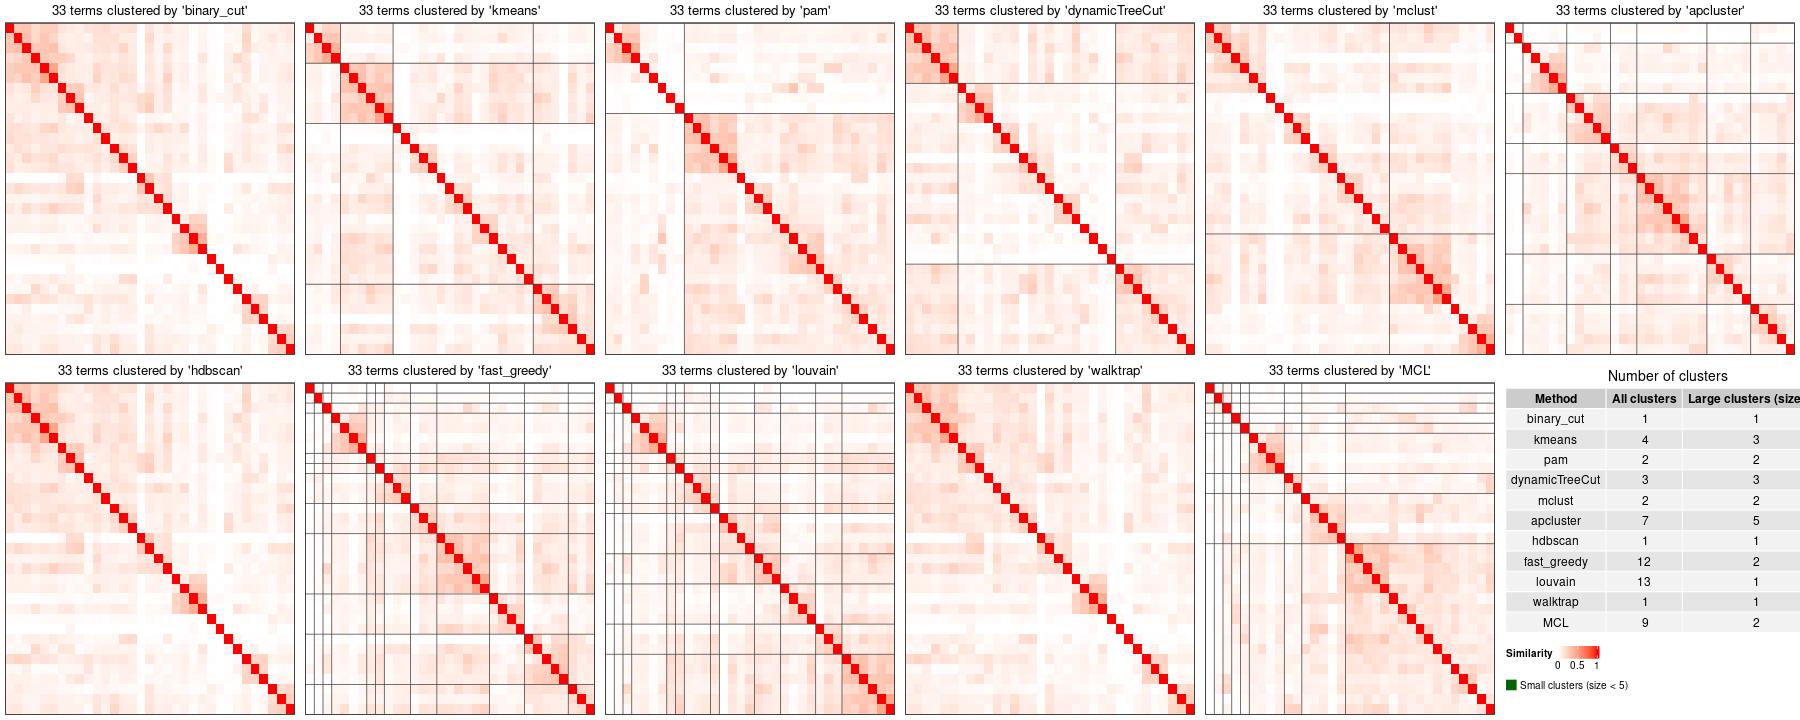 33 terms clustered by 'binary_cut'
33 terms clustered by 'kmeans'
33 terms clustered by 'pam'
33 terms clustered by 'dynamicTreeCut'
33 terms clustered by 'mclust'
33 terms clustered by 'apcluster'
33 terms clustered by 'hdbscan'
33 terms clustered by 'fast_greedy'
33 terms clustered by 'louvain'
33 terms clustered by 'walktrap'
33 terms clustered by 'MCL'
Number of clusters
Method All clusters Large clusters (size
binary_cut 1 1
kmeans 4 3
pam 2 2
dynamicTreeCut 3 3
mclust 2 2
apcluster 7 5
hdbscan 1 1
fast_greedy 12 2
louvain 13 1
walktrap 1 1
MCL 9 2
Similarity
0 0.5 1
Small clusters (size < 5)